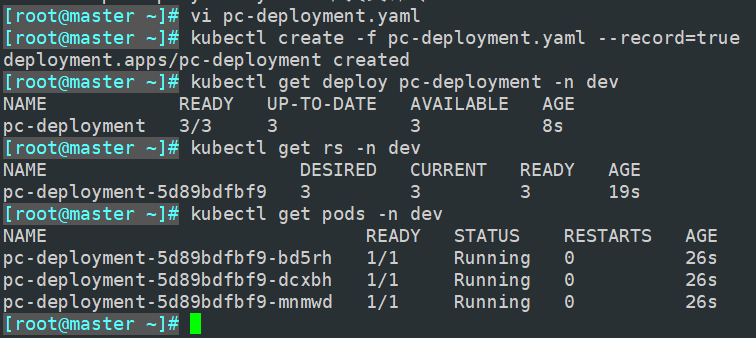 [root@master ~]# vi pc-deployment.yaml
[root@master ~]# kubectl create -f pc-deployment.yaml --record=true
deployment.apps/pc-deployment created
[root@master ~]# kubectl get deploy pc-deployment -n dev
NAME            READY   UP-TO-DATE   AVAILABLE   AGE
pc-deployment   3/3     3            3           8s
[root@master ~]# kubectl get rs -n dev
NAME                       DESIRED   CURRENT   READY   AGE
pc-deployment-5d89bdfbf9   3         3         3       19s
[root@master ~]# kubectl get pods -n dev
NAME                             READY   STATUS    RESTARTS   AGE
pc-deployment-5d89bdfbf9-bd5rh   1/1     Running   0          26s
pc-deployment-5d89bdfbf9-dcxbh   1/1     Running   0          26s
pc-deployment-5d89bdfbf9-mnmwd   1/1     Running   0          26s
[root@master ~]#